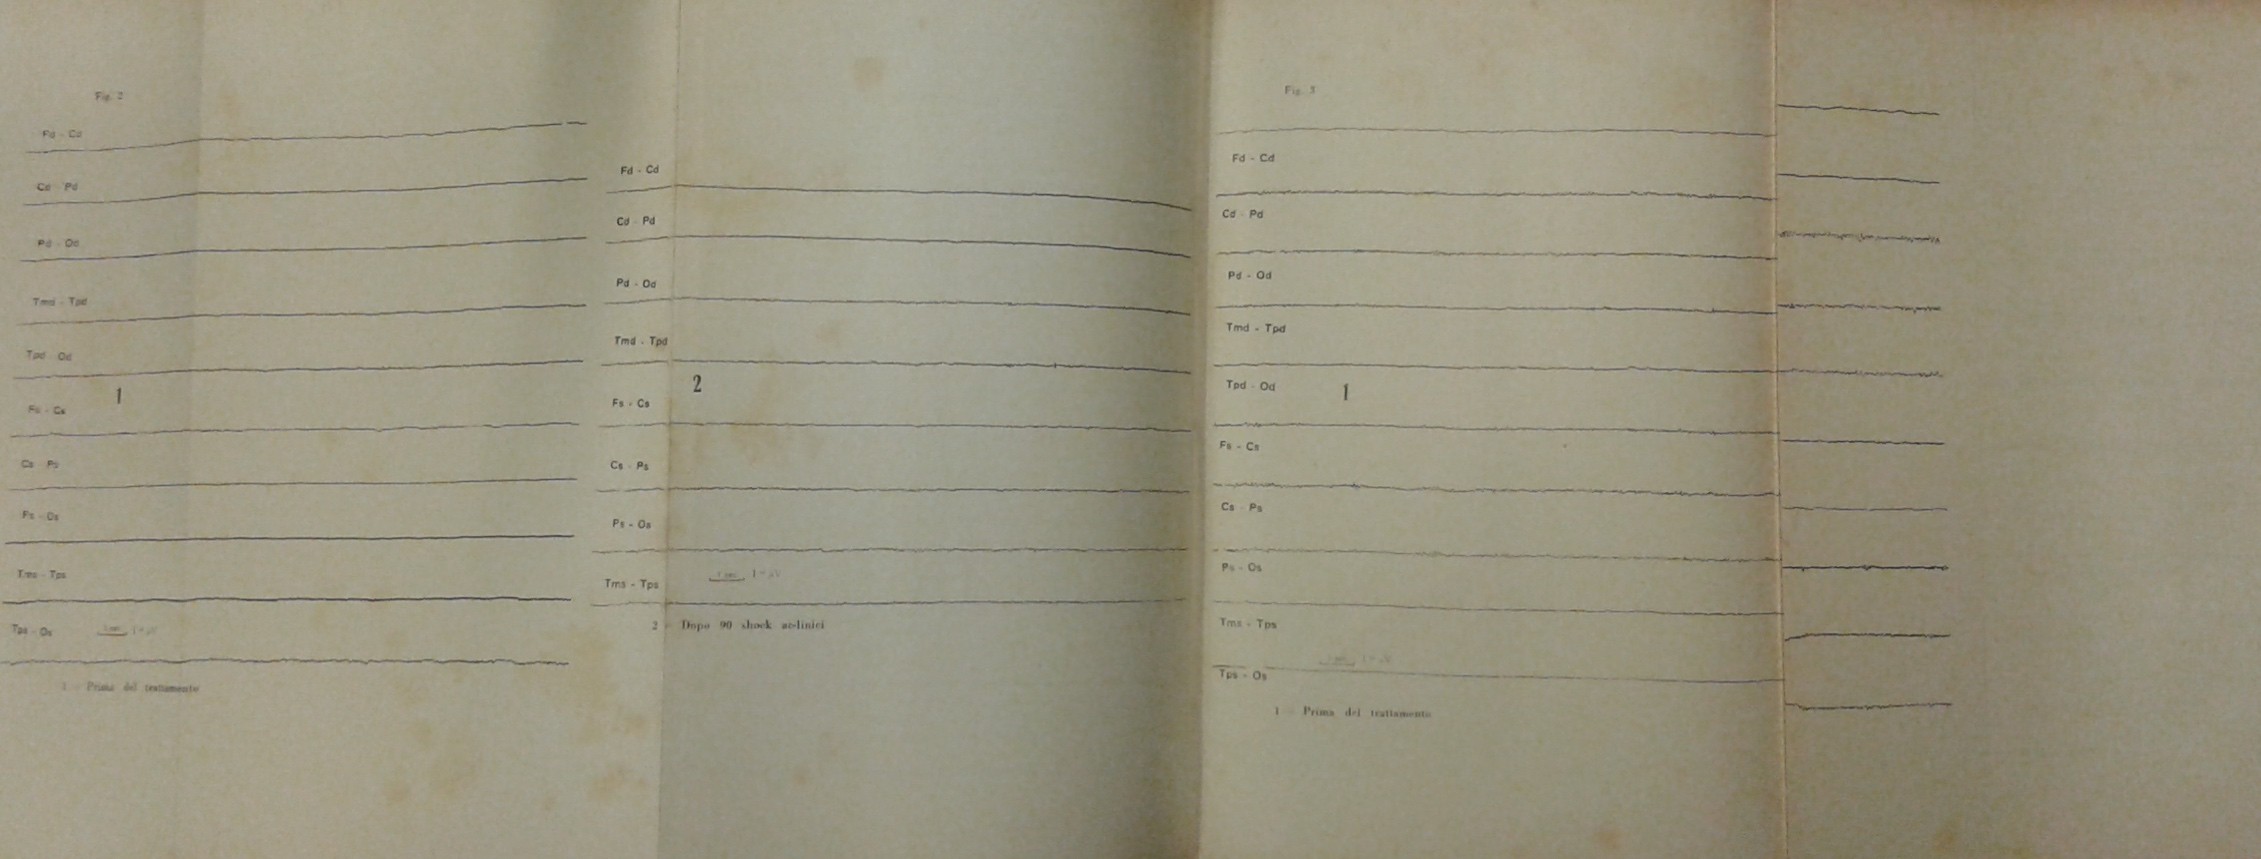 Fig. 2
Fd - Cd
Cd - Pd
Pd - Od
Tmd - Tpd
Tpd - Od
1
Fs - Cs
Cs - Ps
Ps - Os
Tms - Tps
Tps - Os
1 - Prima del trattamento
Fd - Cd
Cd - Pd
Pd - Od
Tmd - Tpd
2
Fs - Cs
Cs - Ps
Ps - Os
1 sec.
Tms - Tps
2 - Dopo 90 shock
Fig. 3
Fd - Cd
Cd - Pd
Pd - Od
Tmd - Tpd
Tpd - Od
1
Fs - Cs
Cs - Ps
Ps - Os
Tms - Tps
Tps - Os
1 - Prima del trattamento